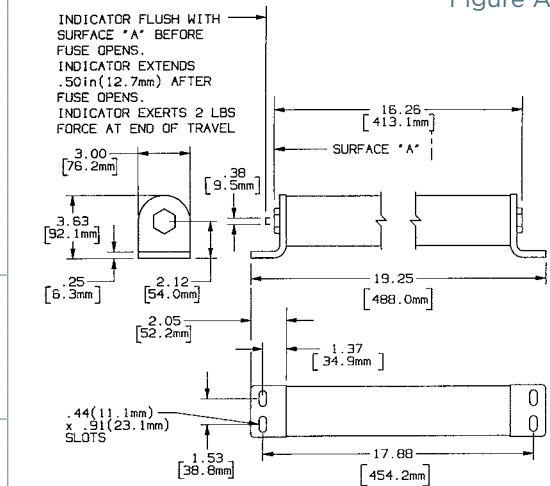 Figure A
INDICATOR FLUSH WITH
SURFACE "A" BEFORE
FUSE OPENS.
INDICATOR EXTENDS
.50in(12.7mm) AFTER
FUSE OPENS.
INDICATOR EXERTS 2 LBS
FORCE AT END OF TRAVEL
16.26
[413.1mm]
SURFACE "A"
3.00
[76.2mm]
.38
[9.5mm]
3.63
[92.1mm]
.25
[6.3mm]
2.12
[54.0mm]
19.25
[488.0mm]
2.05
[52.2mm]
1.37
[34.9mm]
.44(11.1mm)
x .91(23.1mm)
SLOTS
1.53
[38.8mm]
17.88
[454.2mm]